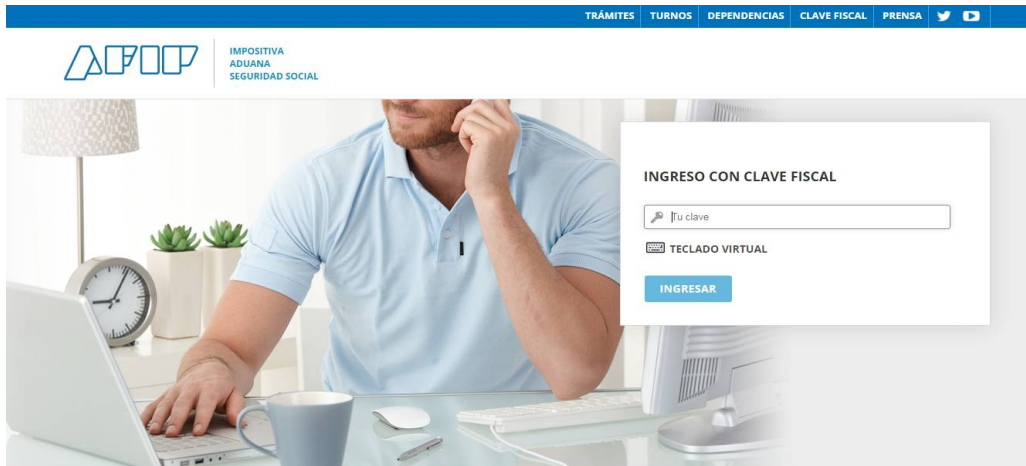 TRÁMITES TURNOS DEPENDENCIAS CLAVE FISCAL PRENSA
AFIP
IMPOSITIVA
ADUANA
SEGURIDAD SOCIAL
INGRESO CON CLAVE FISCAL
Tu clave
TECLADO VIRTUAL
INGRESAR